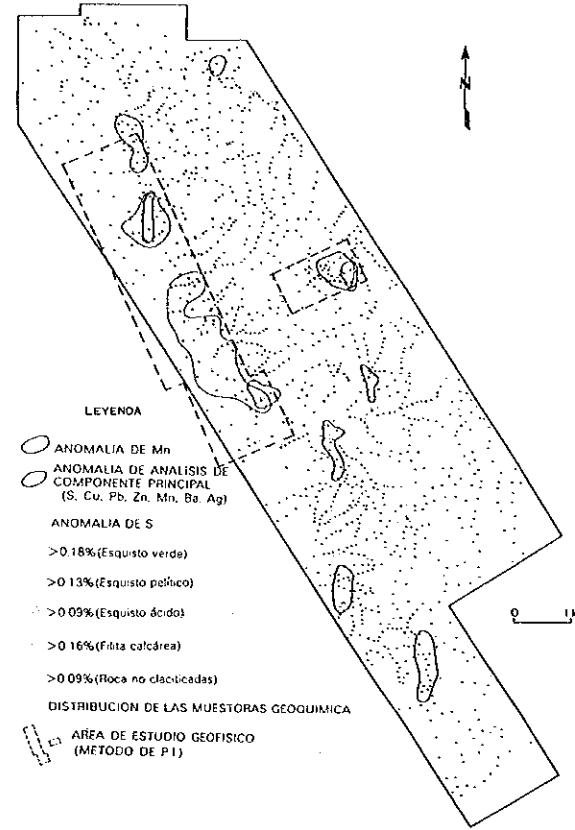 N
LEYENDA
ANOMALIA DE Mn
ANOMALIA DE ANALISIS DE
COMPONENTE PRINCIPAL
(S, Cu, Pb, Zn, Mn, Ba, Ag)
ANOMALIA DE S
>0.18% (Esquisto verde)
>0.13% (Esquisto pelítico)
>0.09% (Esquisto ácido)
>0.16% (Filita calcárea)
>0.09% (Roca no clacificadas)
DISTRIBUCION DE LAS MUESTORAS GEOQUIMICA
AREA DE ESTUDIO GEOFISICO
(METODO DE P I)
0